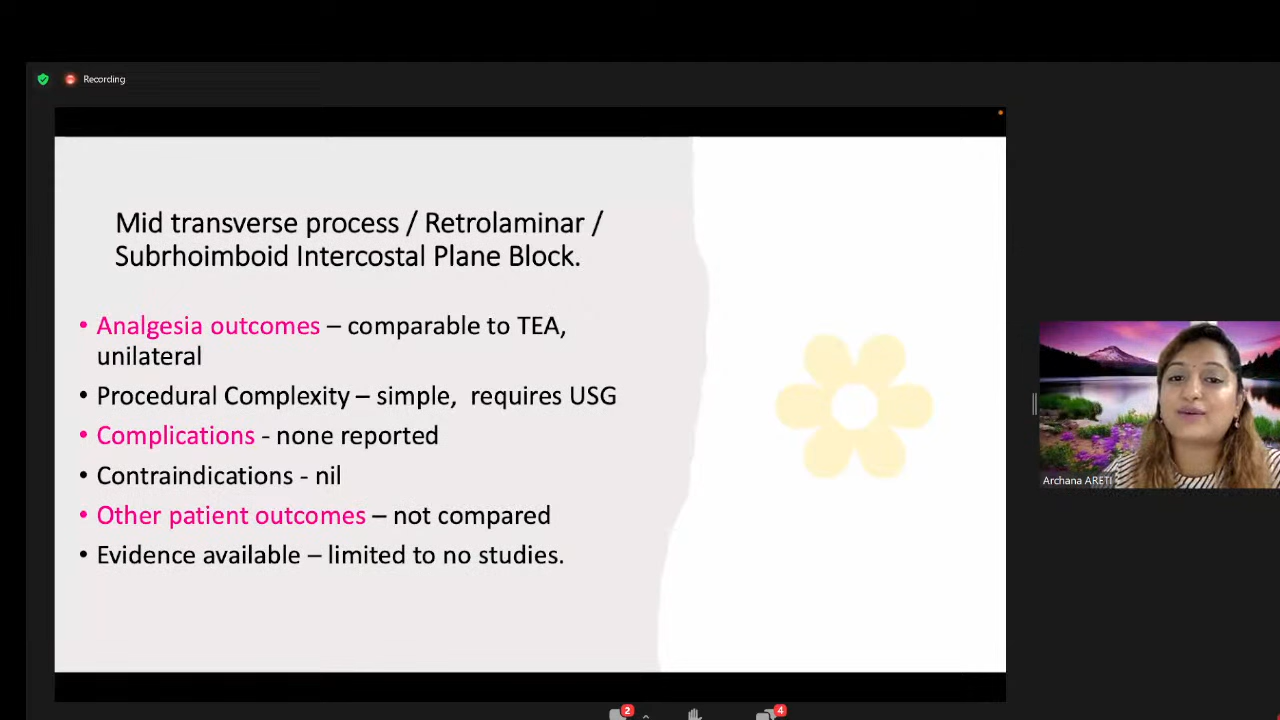 Recording
Mid transverse process / Retrolaminar /
Subrhoimboid Intercostal Plane Block.
• Analgesia outcomes – comparable to TEA,
unilateral
• Procedural Complexity – simple, requires USG
• Complications - none reported
• Contraindications - nil
• Other patient outcomes – not compared
• Evidence available – limited to no studies.
Archana ARETI
2
4